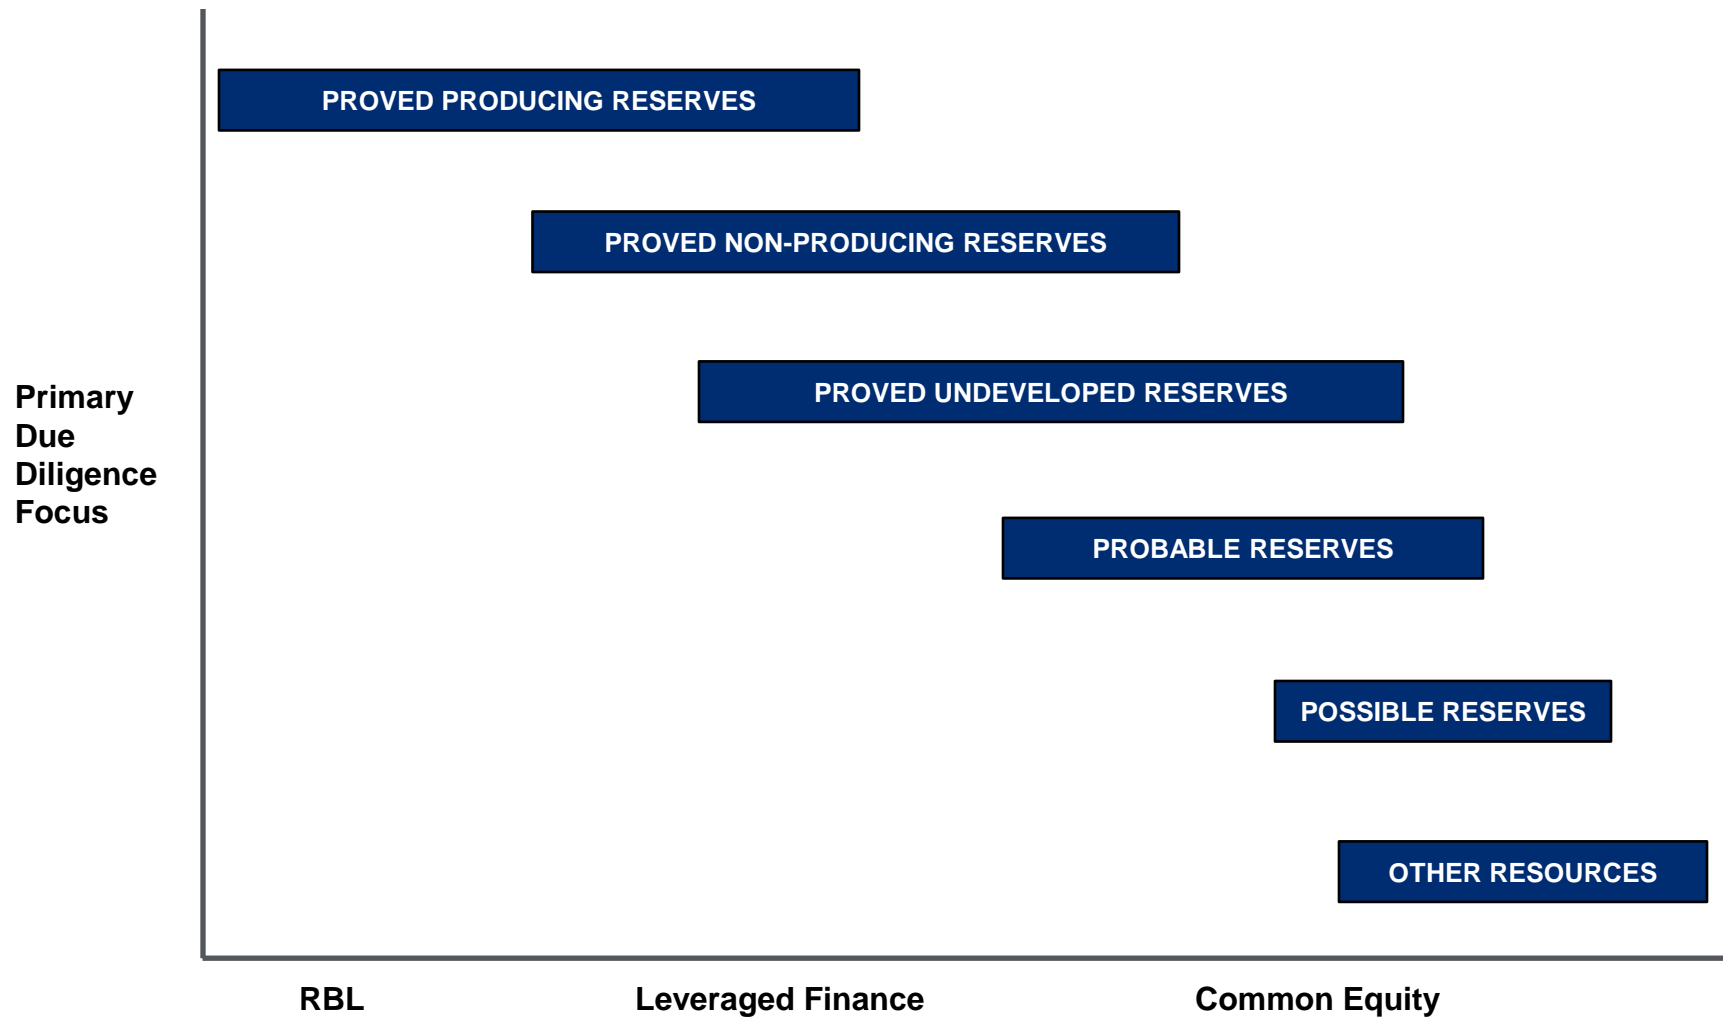 PROVED PRODUCING RESERVES
PROVED NON-PRODUCING RESERVES
PROVED UNDEVELOPED RESERVES
Primary
Due
Diligence
Focus
PROBABLE RESERVES
POSSIBLE RESERVES
OTHER RESOURCES
RBL
Leveraged Finance
Common Equity